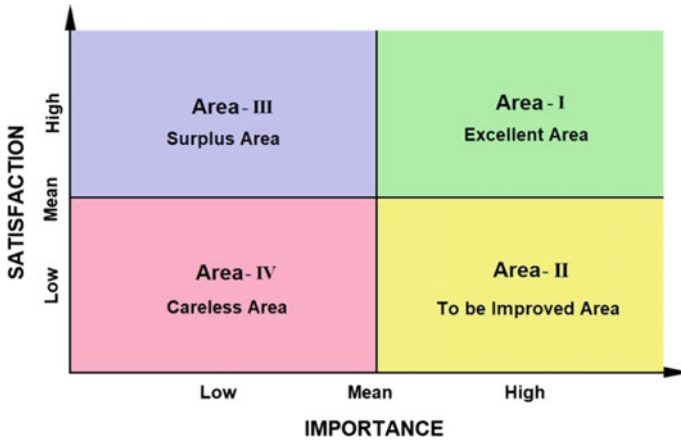 SATISFACTION
High
Mean
Low
Area - III
Surplus Area
Area - I
Excellent Area
Area - IV
Careless Area
Area - II
To be Improved Area
Low
Mean
High
IMPORTANCE